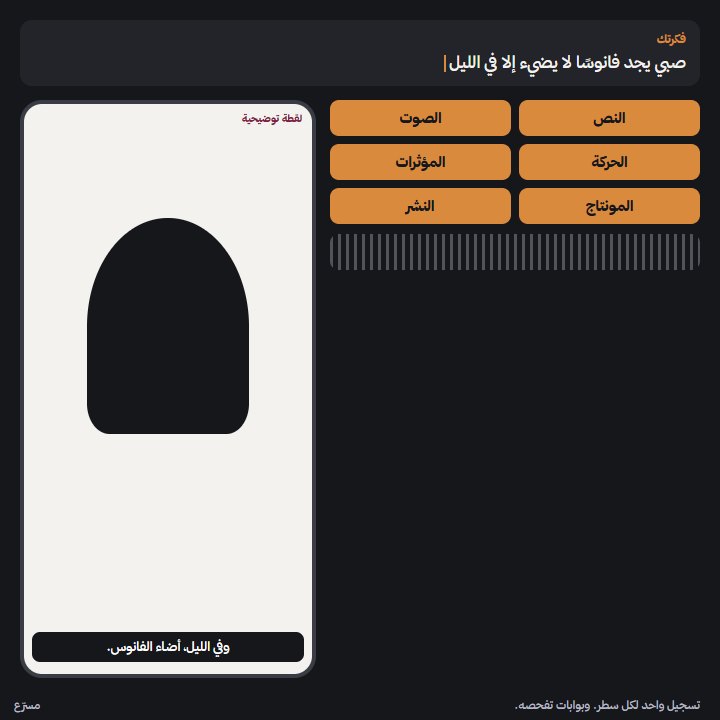 فكرتك
صبي يجد فانوسًا لا يضيء إلا في الليل
النص
الصوت
الحركة
المؤثرات
المونتاج
النشر
لقطة توضيحية
وفي الليل، أضاء الفانوس.
تسجيل واحد لكل سطر. وبوابات تفحصه.
مسرّع